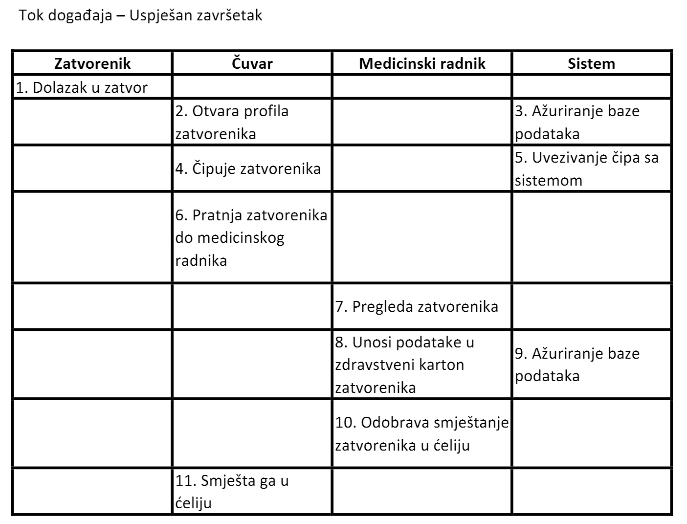 Tok događaja – Uspješan završetak
Zatvorenik Čuvar Medicinski radnik Sistem
1. Dolazak u zatvor
2. Otvara profila
zatvorenika
3. Ažuriranje baze
podataka
4. Čipuje zatvorenika
5. Uvezivanje čipa sa
sistemom
6. Pratnja zatvorenika
do medicinskog
radnika
7. Pregleda zatvorenika
8. Unosi podatake u
zdravstveni karton
zatvorenika
9. Ažuriranje baze
podataka
10. Odobrava smještanje
zatvorenika u ćeliju
11. Smješta ga u
ćeliju